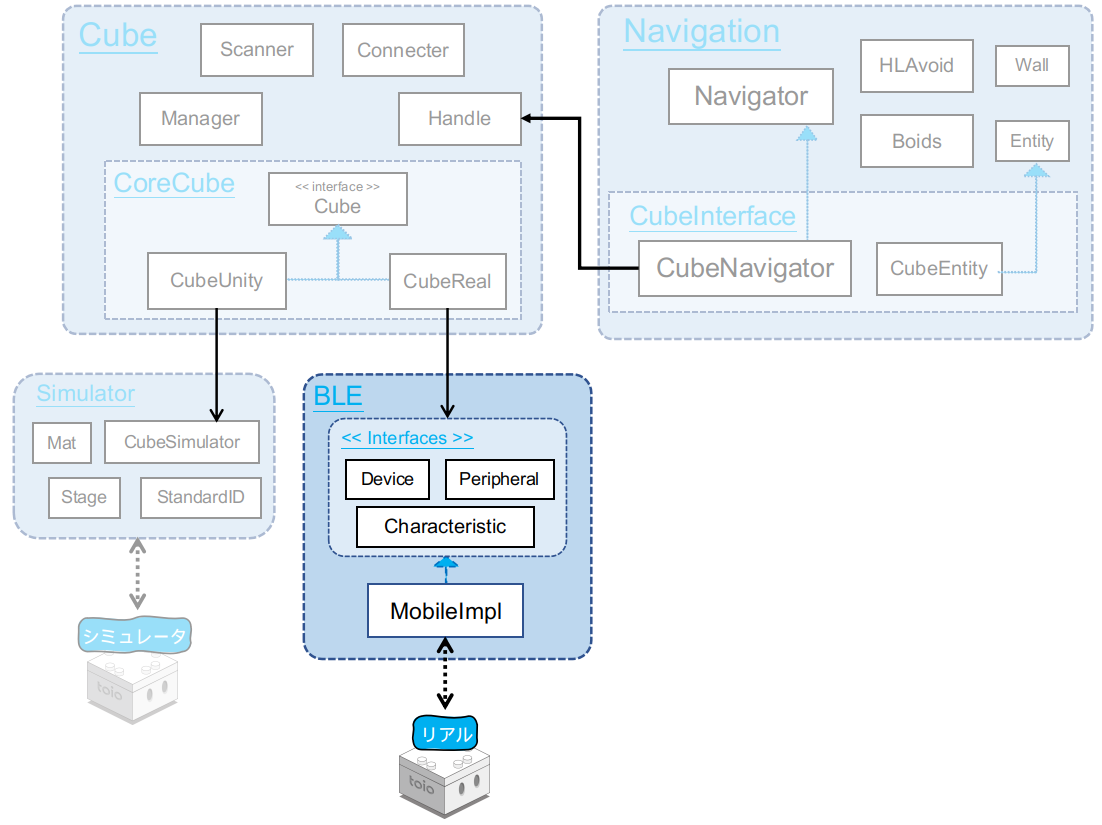 Cube
Scanner
Connecter
Manager
Handle
CoreCube
<< interface >>
Cube
CubeUnity
CubeReal
Navigation
Navigator
HLAvoid
Wall
Boids
Entity
CubeInterface
CubeNavigator
CubeEntity
Simulator
Mat
CubeSimulator
Stage
StandardID
BLE
<< Interfaces >>
Device
Peripheral
Characteristic
MobileImpl
シミュレータ
toio
リアル
toio